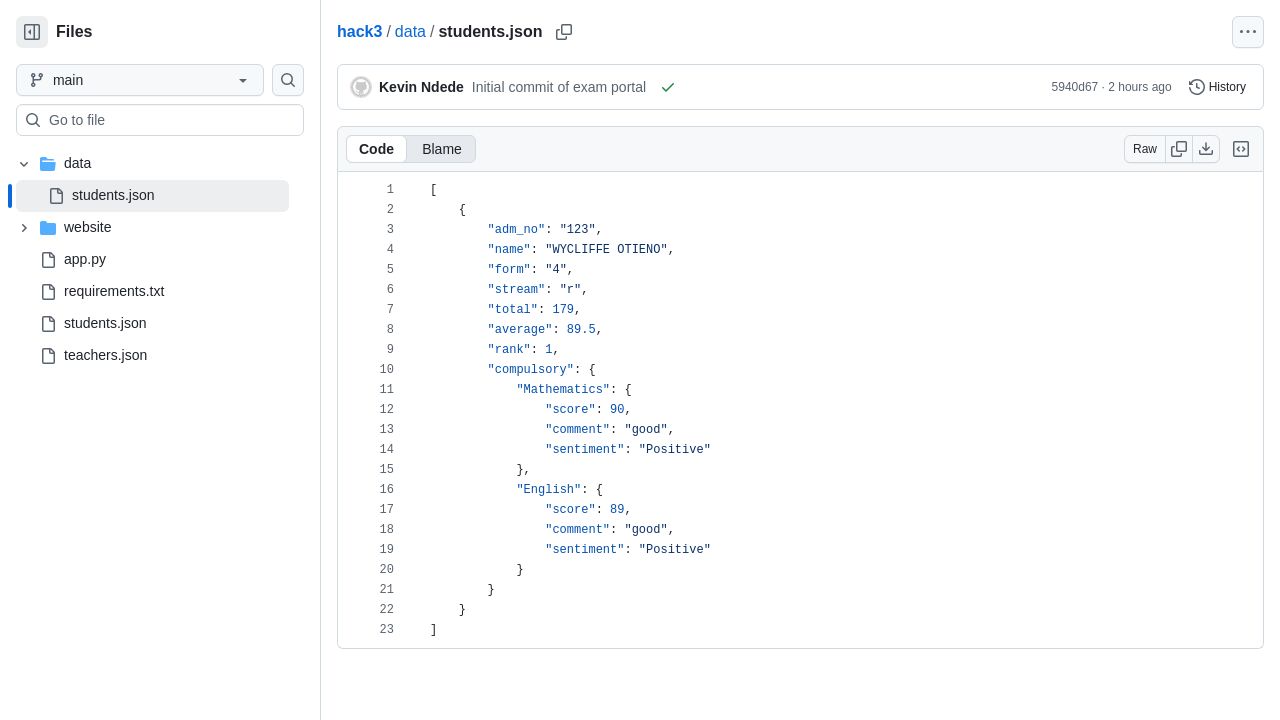 Files
main
Go to file
data
students.json
website
app.py
requirements.txt
students.json
teachers.json
hack3 / data / students.json
Kevin Ndede Initial commit of exam portal
5940d67 · 2 hours ago History
Code Blame
Raw
1 [
2     {
3         "adm_no": "123",
4         "name": "WYCLIFFE OTIENO",
5         "form": "4",
6         "stream": "r",
7         "total": 179,
8         "average": 89.5,
9         "rank": 1,
10         "compulsory": {
11             "Mathematics": {
12                 "score": 90,
13                 "comment": "good",
14                 "sentiment": "Positive"
15             },
16             "English": {
17                 "score": 89,
18                 "comment": "good",
19                 "sentiment": "Positive"
20             }
21         }
22     }
23 ]